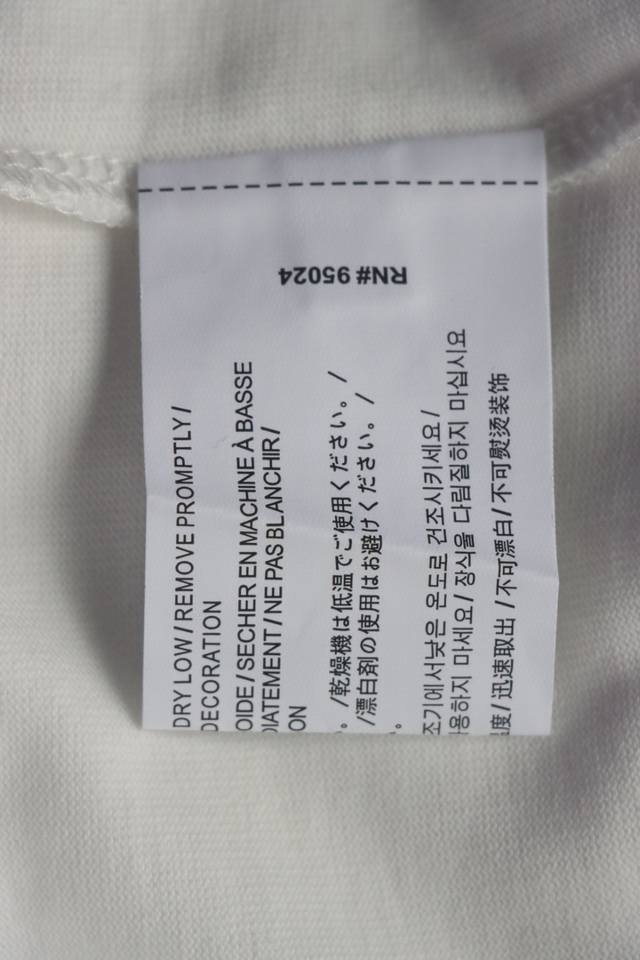 RN# 95024
DRY LOW / REMOVE PROMPTLY /
DECORATION
OIDE / SECHER EN MACHINE À BASSE
DIATEMENT / NE PAS BLANCHIR /
ON
。/乾燥機は低温でご使用ください。/
/漂白剤の使用はお避けください。/
。
조기에서 낮은 온도로 건조시키세요/
사용하지 마세요/ 장식을 다림질하지 마십시요
温度/ 迅速取出 / 不可漂白/ 不可熨烫装饰